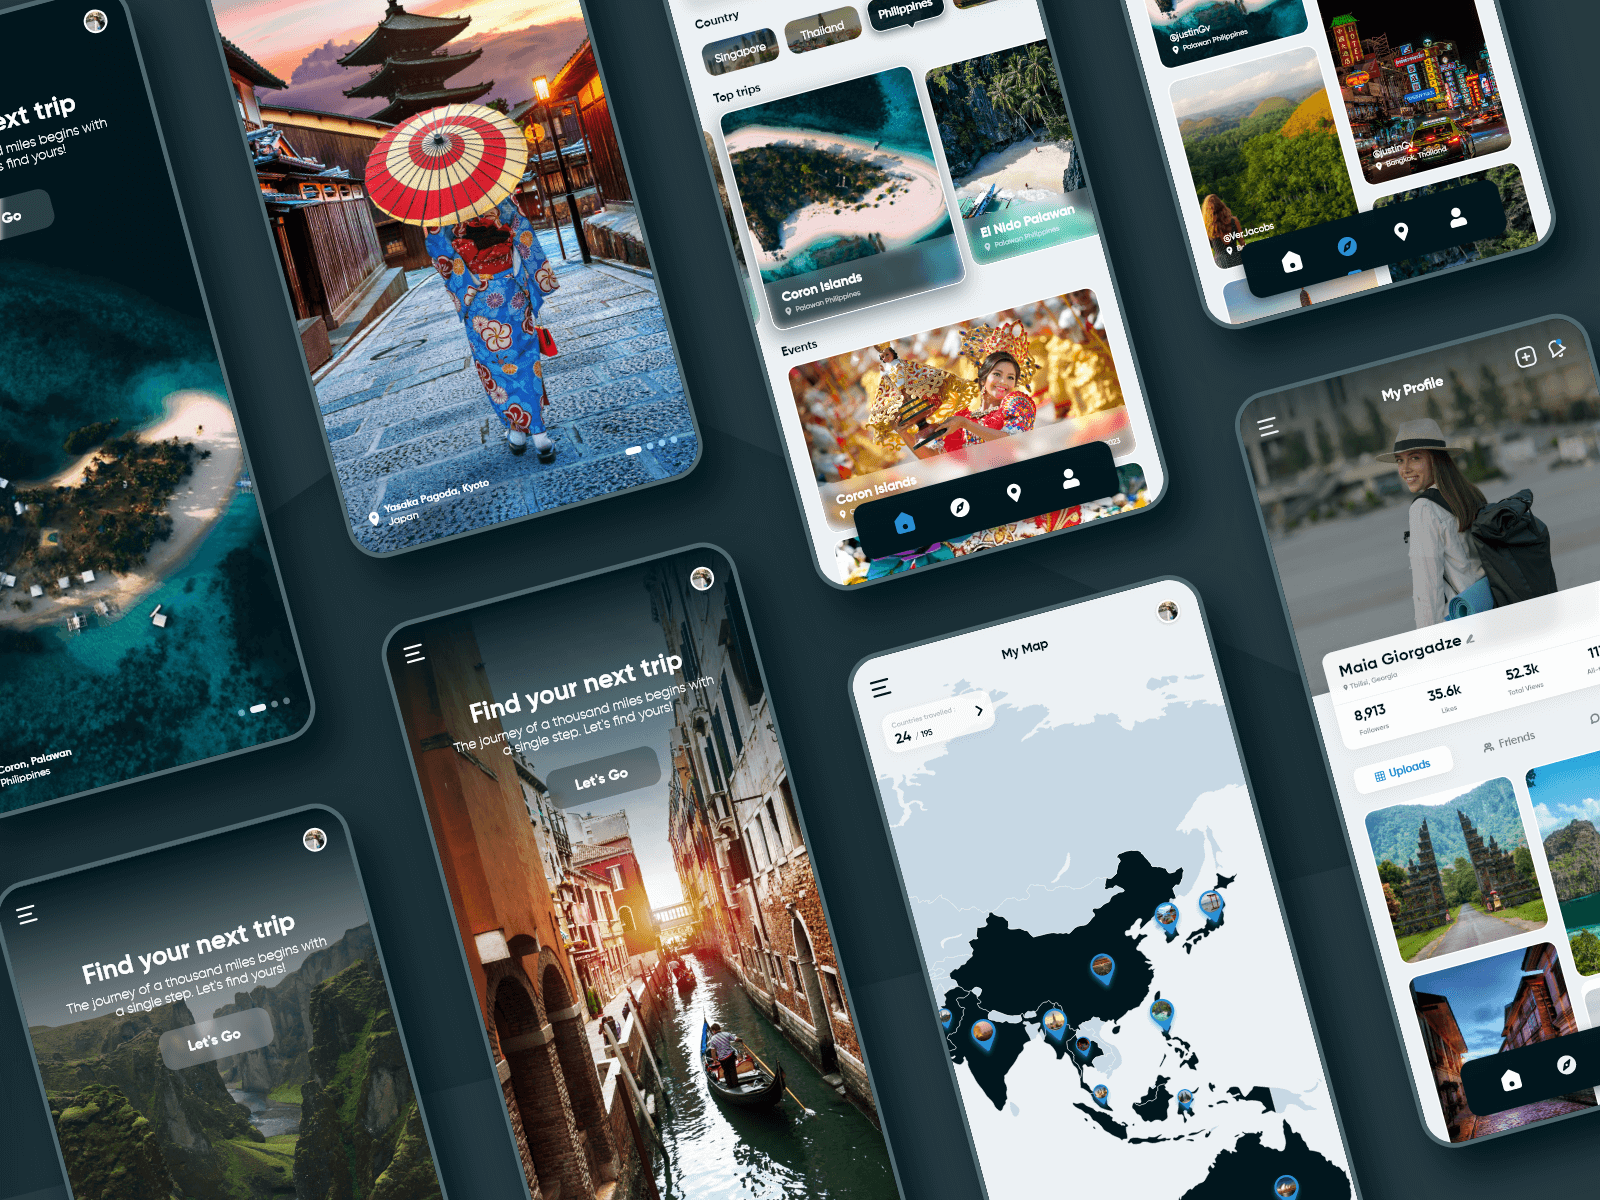 ext trip
d miles begins with
s find yours!
Go
Coron, Palawan
Philippines
Yasaka Pagoda, Kyoto
Japan
Country
Singapore
Thailand
Philippines
Top trips
Coron Islands
Palawan Philippines
El Nido Palawan
Palawan Philippines
Events
Coron Islands
2023
@justinGv
Palawan Philippines
@VerJacobs
@justinGv
Bangkok, Thailand
My Profile
Maia Giorgadze
Tbilisi, Georgia
8,913
Followers
35.6k
Likes
52.3k
Total Views
Uploads
Friends
Find your next trip
The journey of a thousand miles begins with
a single step. Let's find yours!
Let's Go
Find your next trip
The journey of a thousand miles begins with
a single step. Let's find yours!
Let's Go
My Map
Countries travelled :
24 / 195